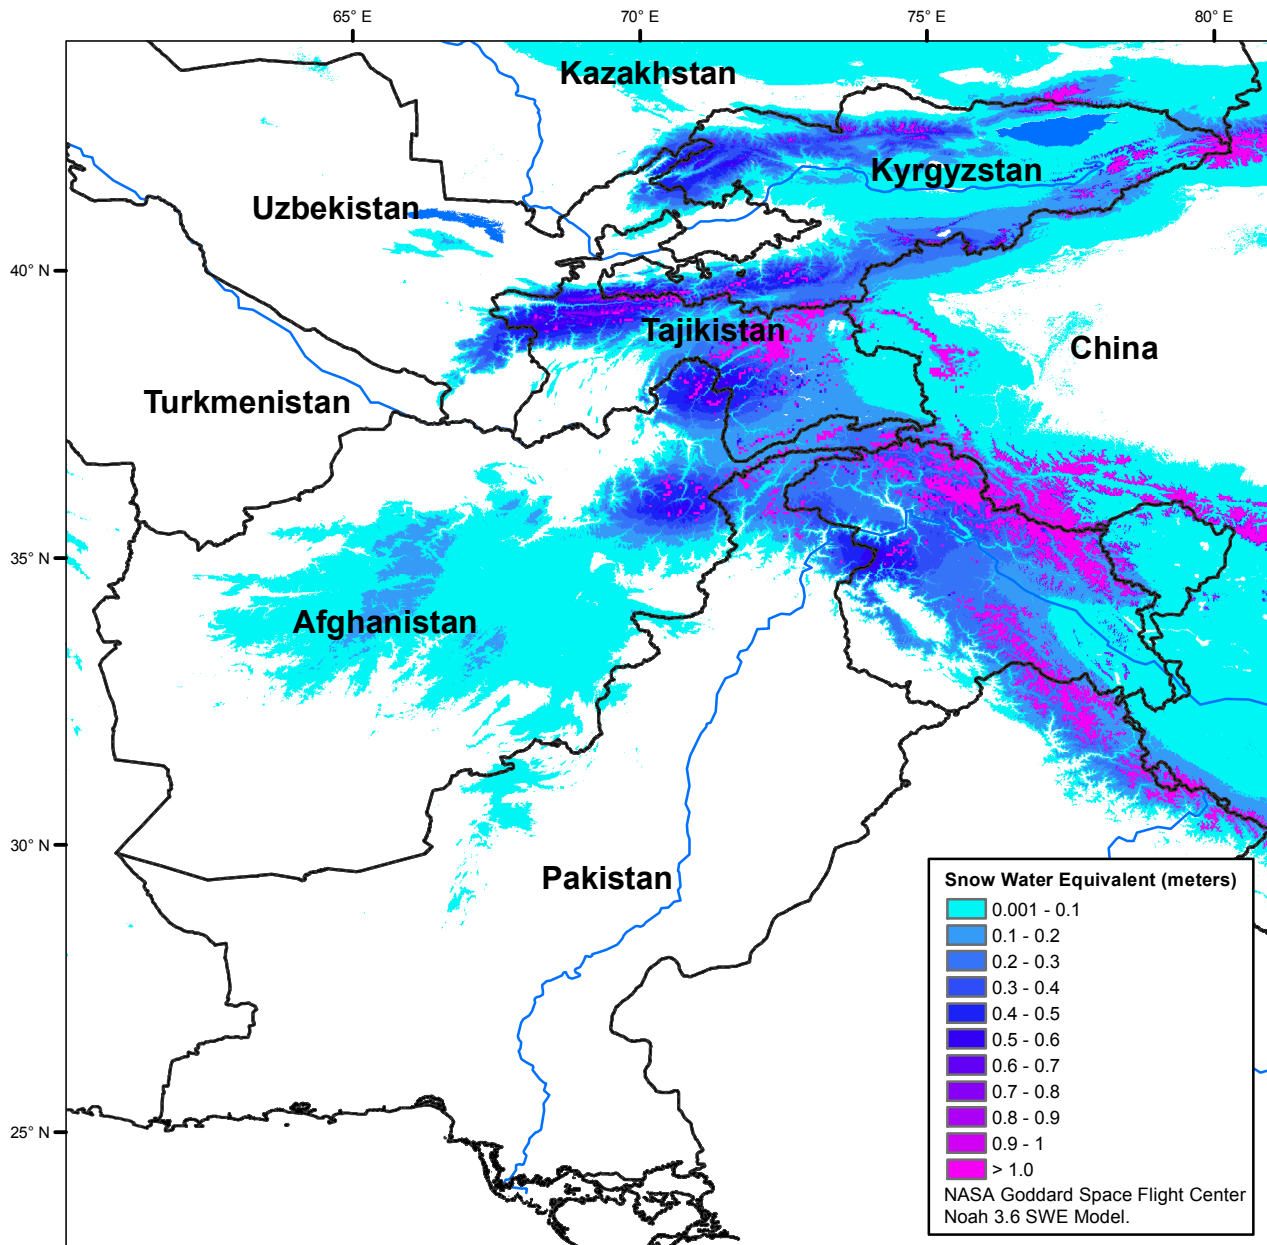 65° E
70° E
75° E
80° E
Kazakhstan
Kyrgyzstan
Uzbekistan
40° N
Tajikistan
China
Turkmenistan
35° N
Afghanistan
30° N
Pakistan
25° N
Snow Water Equivalent (meters)
0.001 - 0.1
0.1 - 0.2
0.2 - 0.3
0.3 - 0.4
0.4 - 0.5
0.5 - 0.6
0.6 - 0.7
0.7 - 0.8
0.8 - 0.9
0.9 - 1
> 1.0
NASA Goddard Space Flight Center
Noah 3.6 SWE Model.